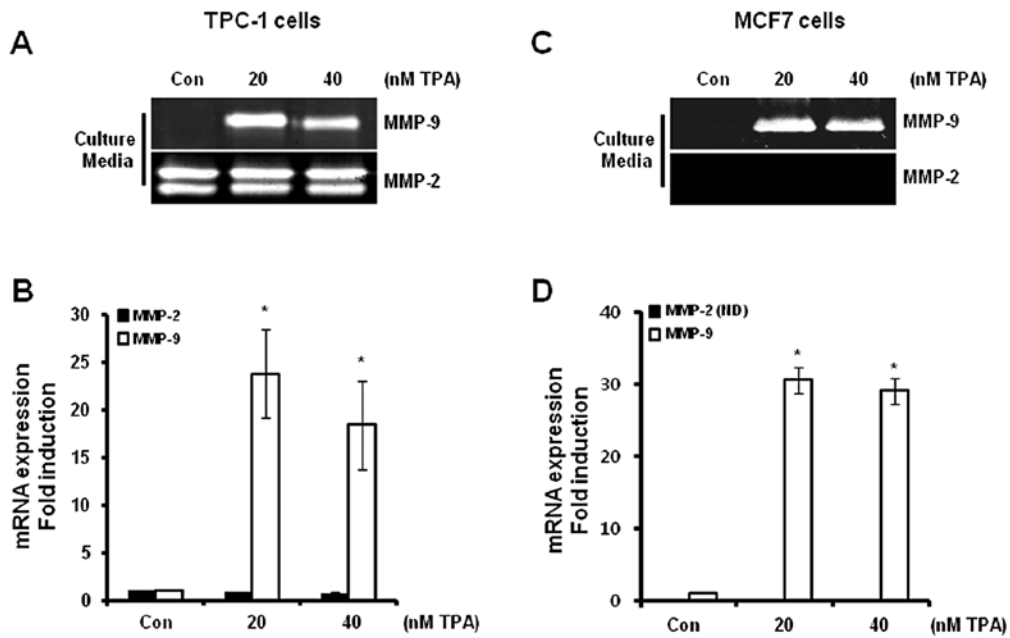 TPC-1 cells
A
Con 20 40 (nM TPA)
Culture
Media
MMP-9
MMP-2
MCF7 cells
C
Con 20 40 (nM TPA)
Culture
Media
MMP-9
MMP-2
B
mRNA expression
Fold induction
30
25
20
15
10
5
0
MMP-2
MMP-9
*
*
Con 20 40 (nM TPA)
D
mRNA expression
Fold induction
40
30
20
10
0
MMP-2 (ND)
MMP-9
*
*
Con 20 40 (nM TPA)